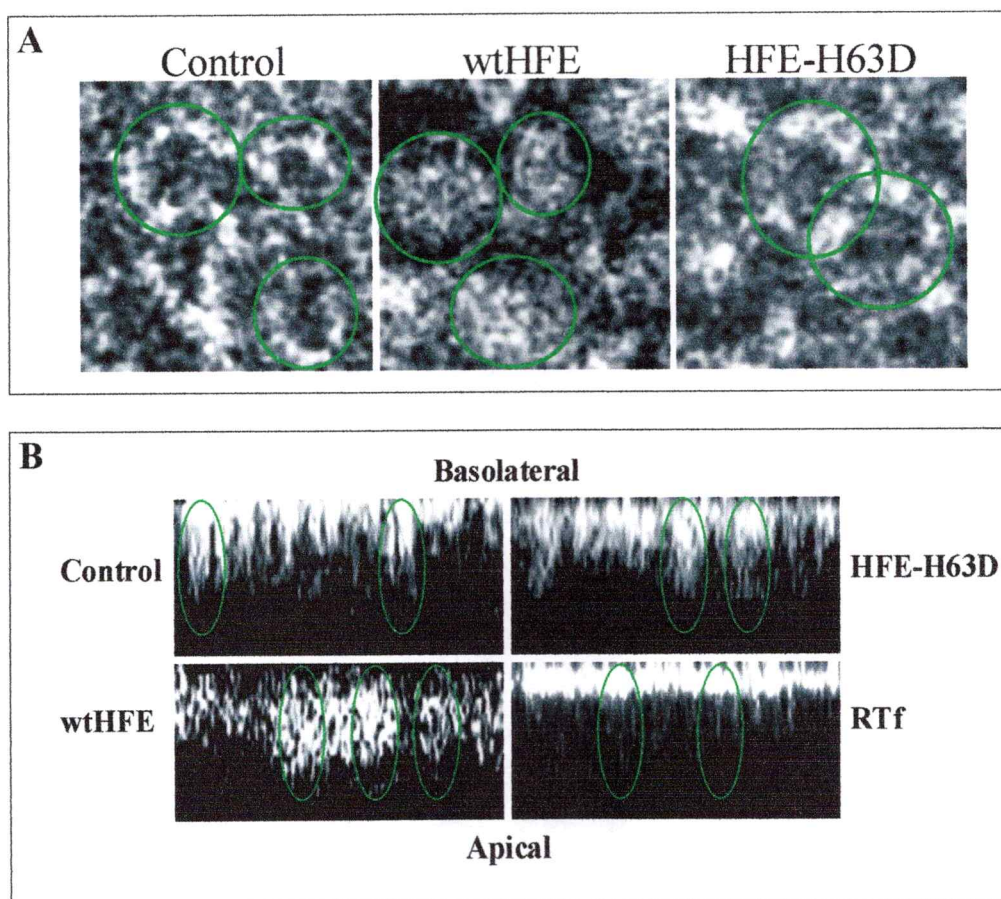 A
Control wtHFE HFE-H63D
B
Basolateral
Control HFE-H63D
wtHFE RTf
Apical